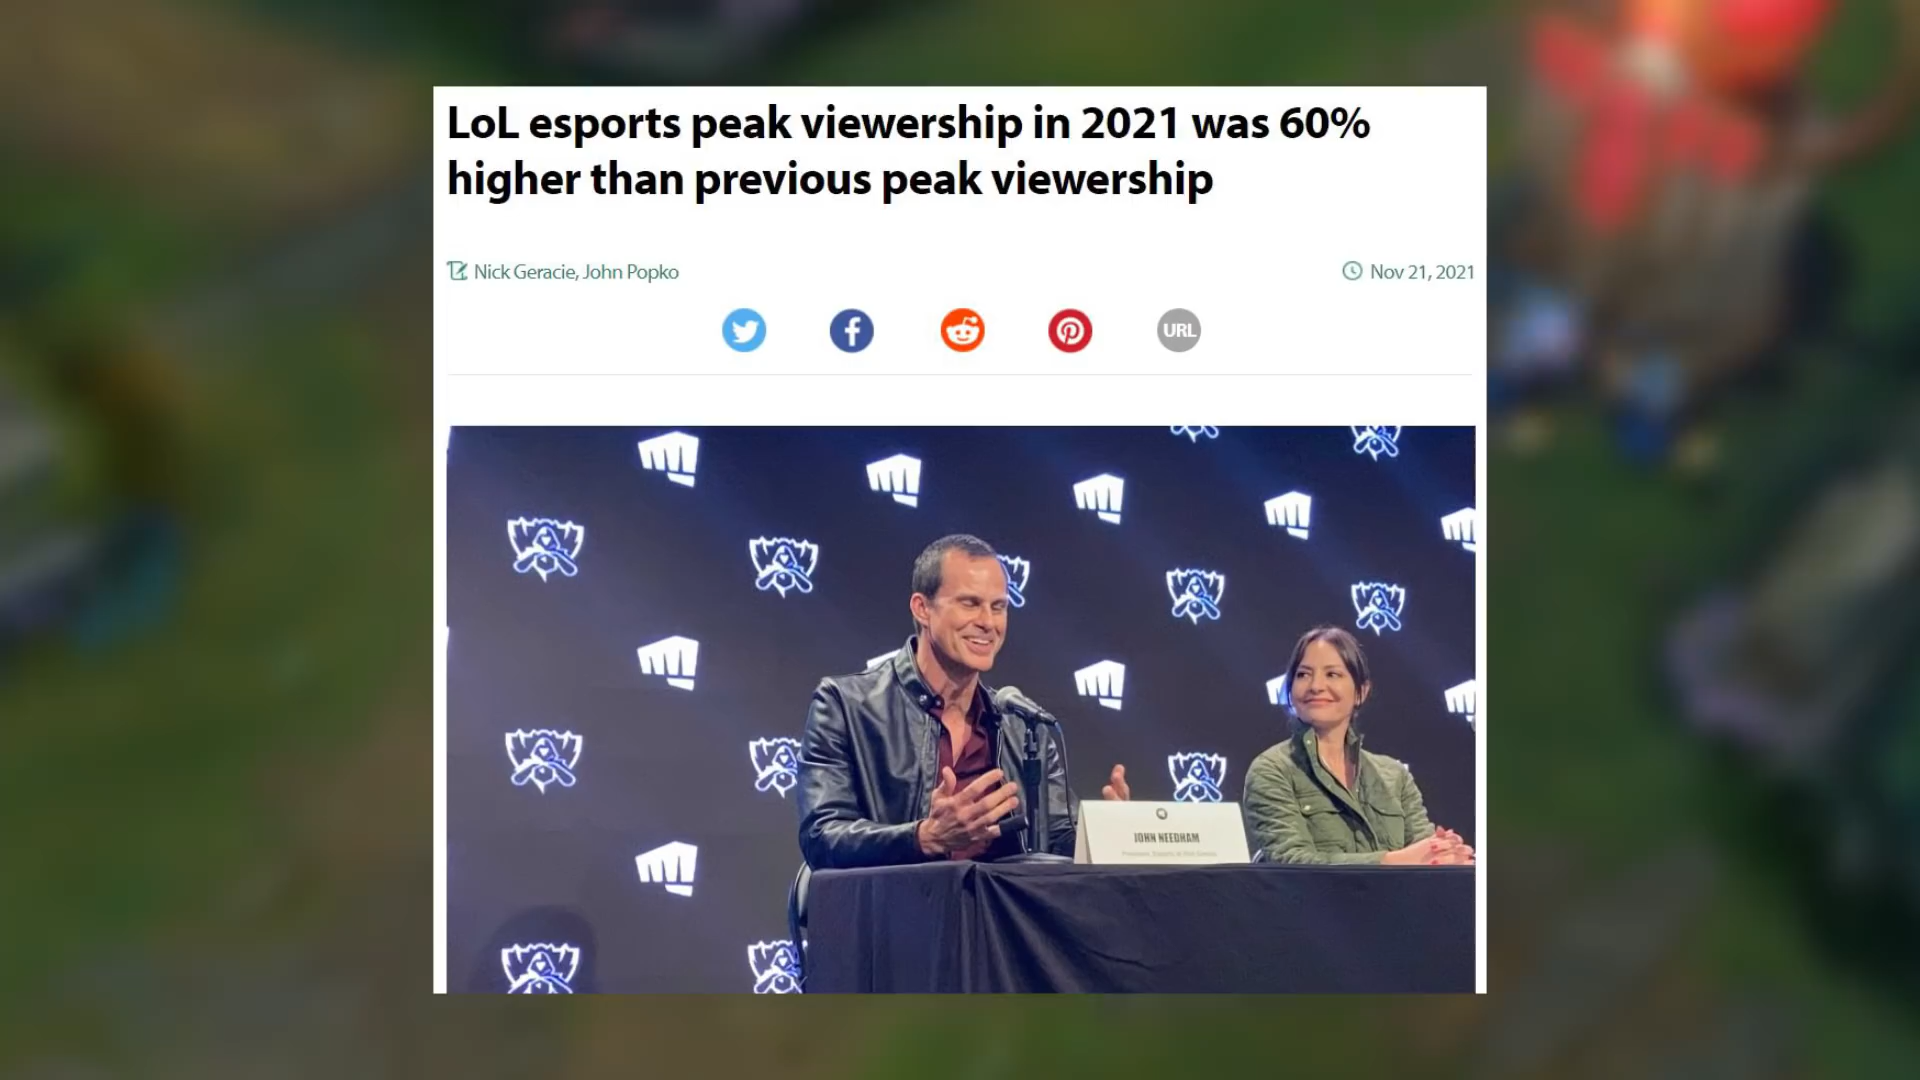 LoL esports peak viewership in 2021 was 60%
higher than previous peak viewership
Nick Geracie, John Popko
Nov 21, 2021
URL
JOHN NEEDHAM